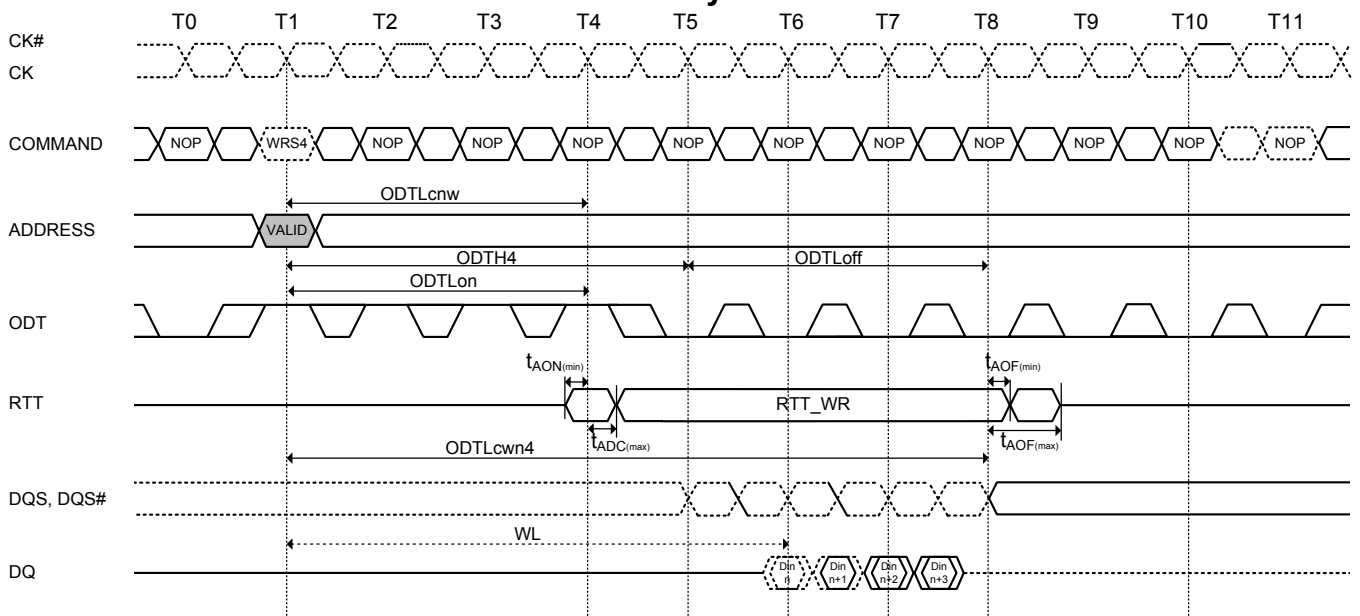 T0 T1 T2 T3 T4 T5 T6 T7 T8 T9 T10 T11
CK#
CK
COMMAND NOP WRS4 NOP NOP NOP NOP NOP NOP NOP NOP NOP NOP
ODTLcnw
ADDRESS VALID
ODTH4 ODTLoff
ODTLon
ODT
tAON(min) tAOF(min)
RTT RTT_WR
tADC(max) tAOF(max)
ODTLcwn4
DQS, DQS#
WL
DQ Din n Din n+1 Din n+2 Din n+3